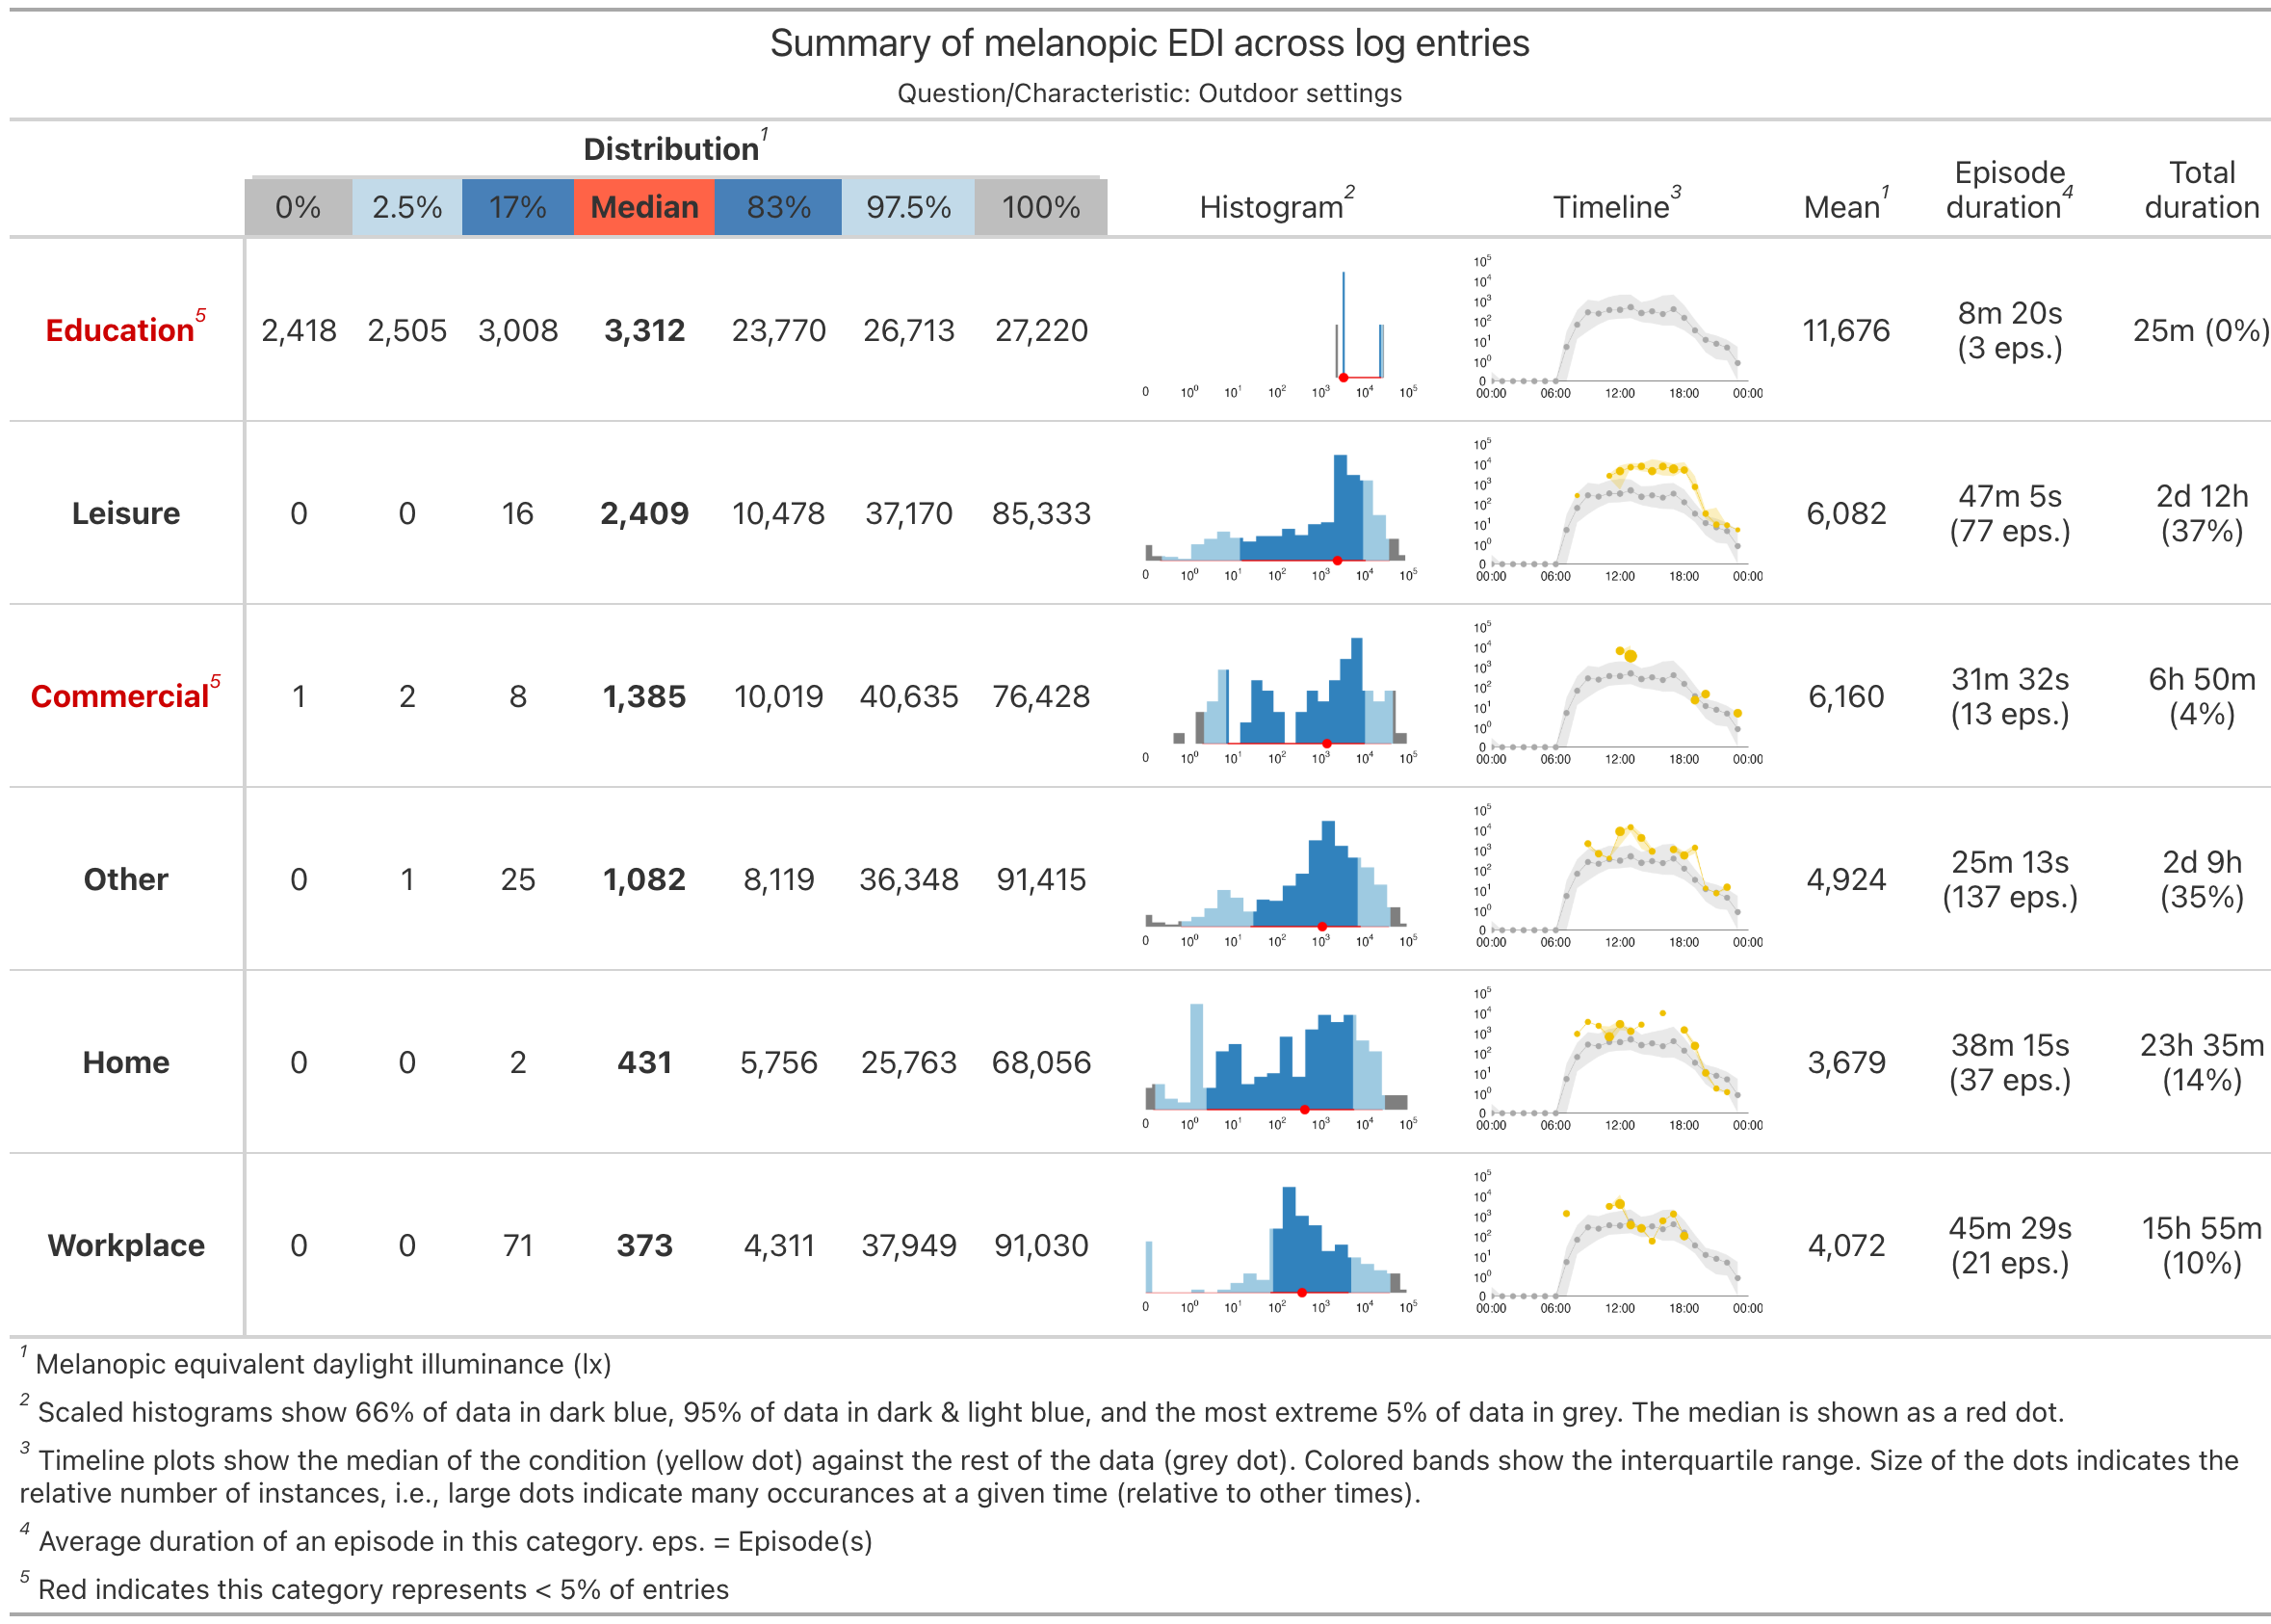 Summary of melanopic EDI across log entries
Question/Characteristic: Outdoor settings
Distribution1
0% 2.5% 17% Median 83% 97.5% 100% Histogram2 Timeline3 Mean1 Episode duration4 Total duration
Education5 2,418 2,505 3,008 3,312 23,770 26,713 27,220 11,676 8m 20s (3 eps.) 25m (0%)
0 10^0 10^1 10^2 10^3 10^4 10^5
10^5
10^4
10^3
10^2
10^1
10^0
0
00:00 06:00 12:00 18:00 00:00
Leisure 0 0 16 2,409 10,478 37,170 85,333 6,082 47m 5s (77 eps.) 2d 12h (37%)
0 10^0 10^1 10^2 10^3 10^4 10^5
10^5
10^4
10^3
10^2
10^1
10^0
0
00:00 06:00 12:00 18:00 00:00
Commercial5 1 2 8 1,385 10,019 40,635 76,428 6,160 31m 32s (13 eps.) 6h 50m (4%)
0 10^0 10^1 10^2 10^3 10^4 10^5
10^5
10^4
10^3
10^2
10^1
10^0
0
00:00 06:00 12:00 18:00 00:00
Other 0 1 25 1,082 8,119 36,348 91,415 4,924 25m 13s (137 eps.) 2d 9h (35%)
0 10^0 10^1 10^2 10^3 10^4 10^5
10^5
10^4
10^3
10^2
10^1
10^0
0
00:00 06:00 12:00 18:00 00:00
Home 0 0 2 431 5,756 25,763 68,056 3,679 38m 15s (37 eps.) 23h 35m (14%)
0 10^0 10^1 10^2 10^3 10^4 10^5
10^5
10^4
10^3
10^2
10^1
10^0
0
00:00 06:00 12:00 18:00 00:00
Workplace 0 0 71 373 4,311 37,949 91,030 4,072 45m 29s (21 eps.) 15h 55m (10%)
0 10^0 10^1 10^2 10^3 10^4 10^5
10^5
10^4
10^3
10^2
10^1
10^0
0
00:00 06:00 12:00 18:00 00:00
1 Melanopic equivalent daylight illuminance (lx)
2 Scaled histograms show 66% of data in dark blue, 95% of data in dark & light blue, and the most extreme 5% of data in grey. The median is shown as a red dot.
3 Timeline plots show the median of the condition (yellow dot) against the rest of the data (grey dot). Colored bands show the interquartile range. Size of the dots indicates the
relative number of instances, i.e., large dots indicate many occurances at a given time (relative to other times).
4 Average duration of an episode in this category. eps. = Episode(s)
5 Red indicates this category represents < 5% of entries